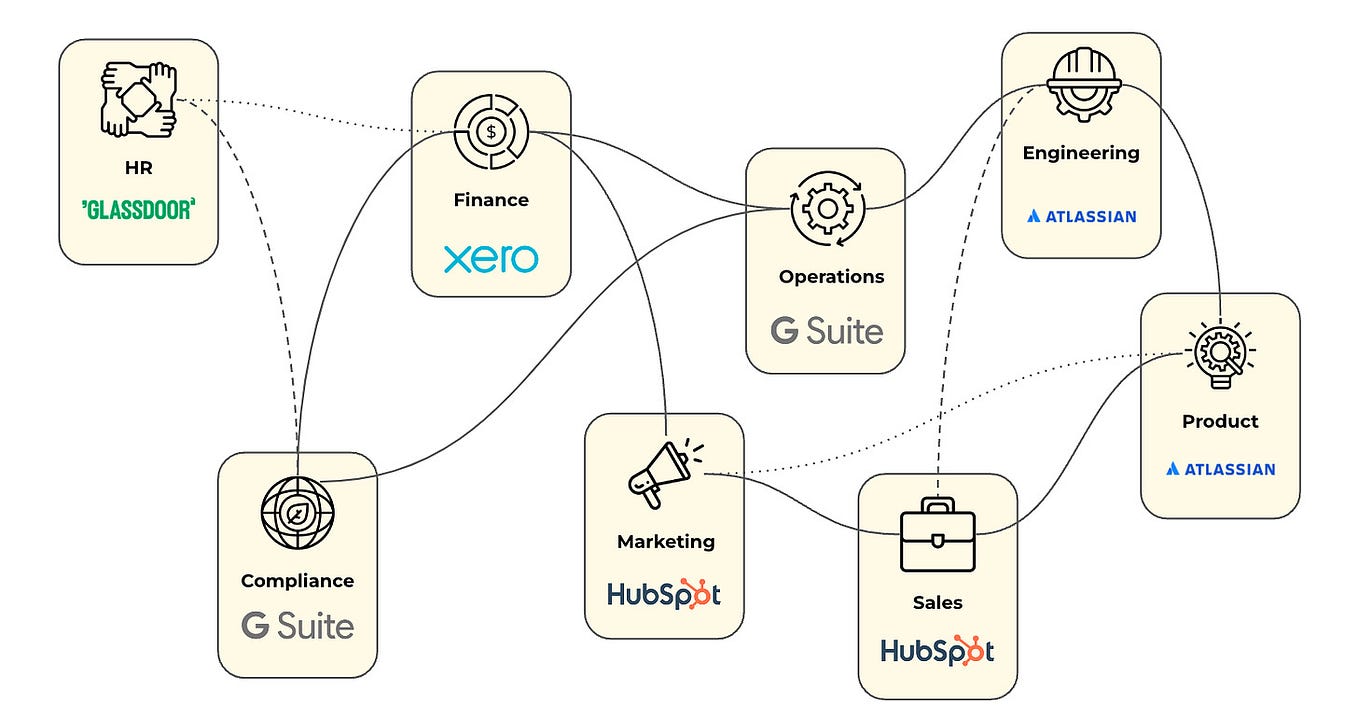 HR
'GLASSDOOR'
$
Finance
xero
Operations
G Suite
Engineering
ATLASSIAN
Product
ATLASSIAN
Compliance
G Suite
Marketing
HubSpot
Sales
HubSpot